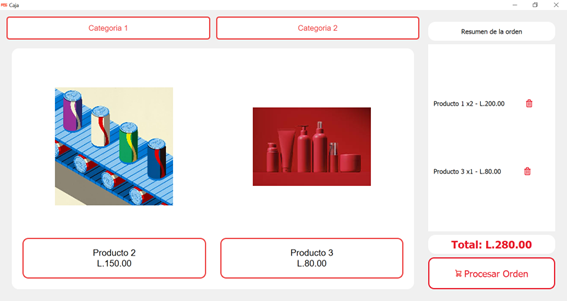 Caja
Categoria 1
Categoria 2
Resumen de la orden
Producto 1 x2 - L.200.00
Producto 3 x1 - L.80.00
Producto 2
L.150.00
Producto 3
L.80.00
Total: L.280.00
Procesar Orden